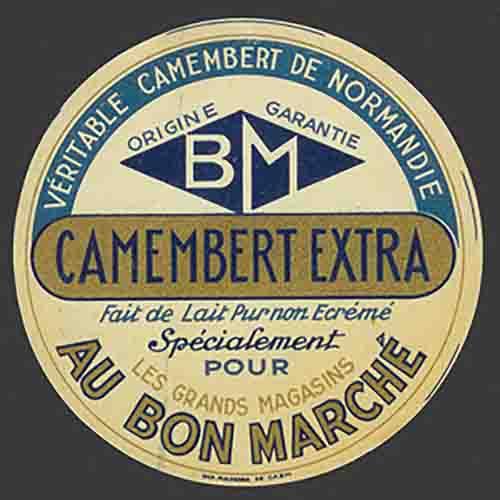 VÉRITABLE CAMEMBERT DE NORMANDIE
ORIGINE GARANTIE
BM
CAMEMBERT EXTRA
Fait de Lait Pur non Ecrémé
Spécialement
POUR
LES GRANDS MAGASINS
AU BON MARCHÉ